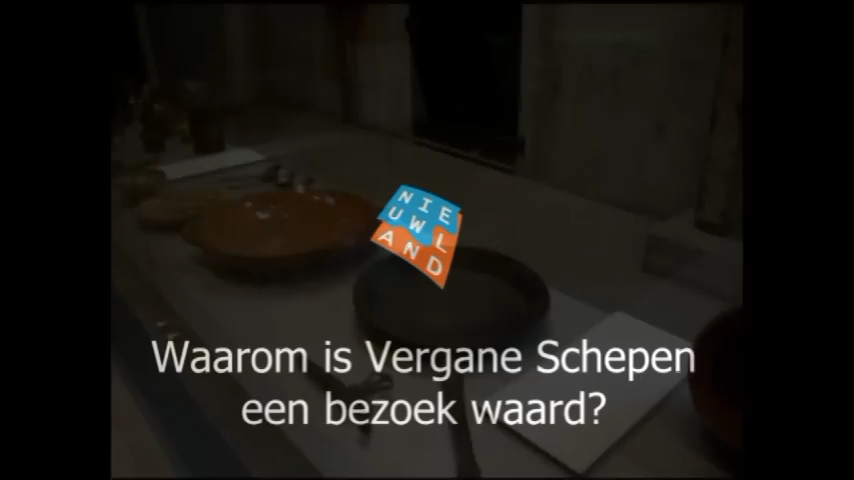 NIE
UWL
AND
Waarom is Vergane Schepen
een bezoek waard?